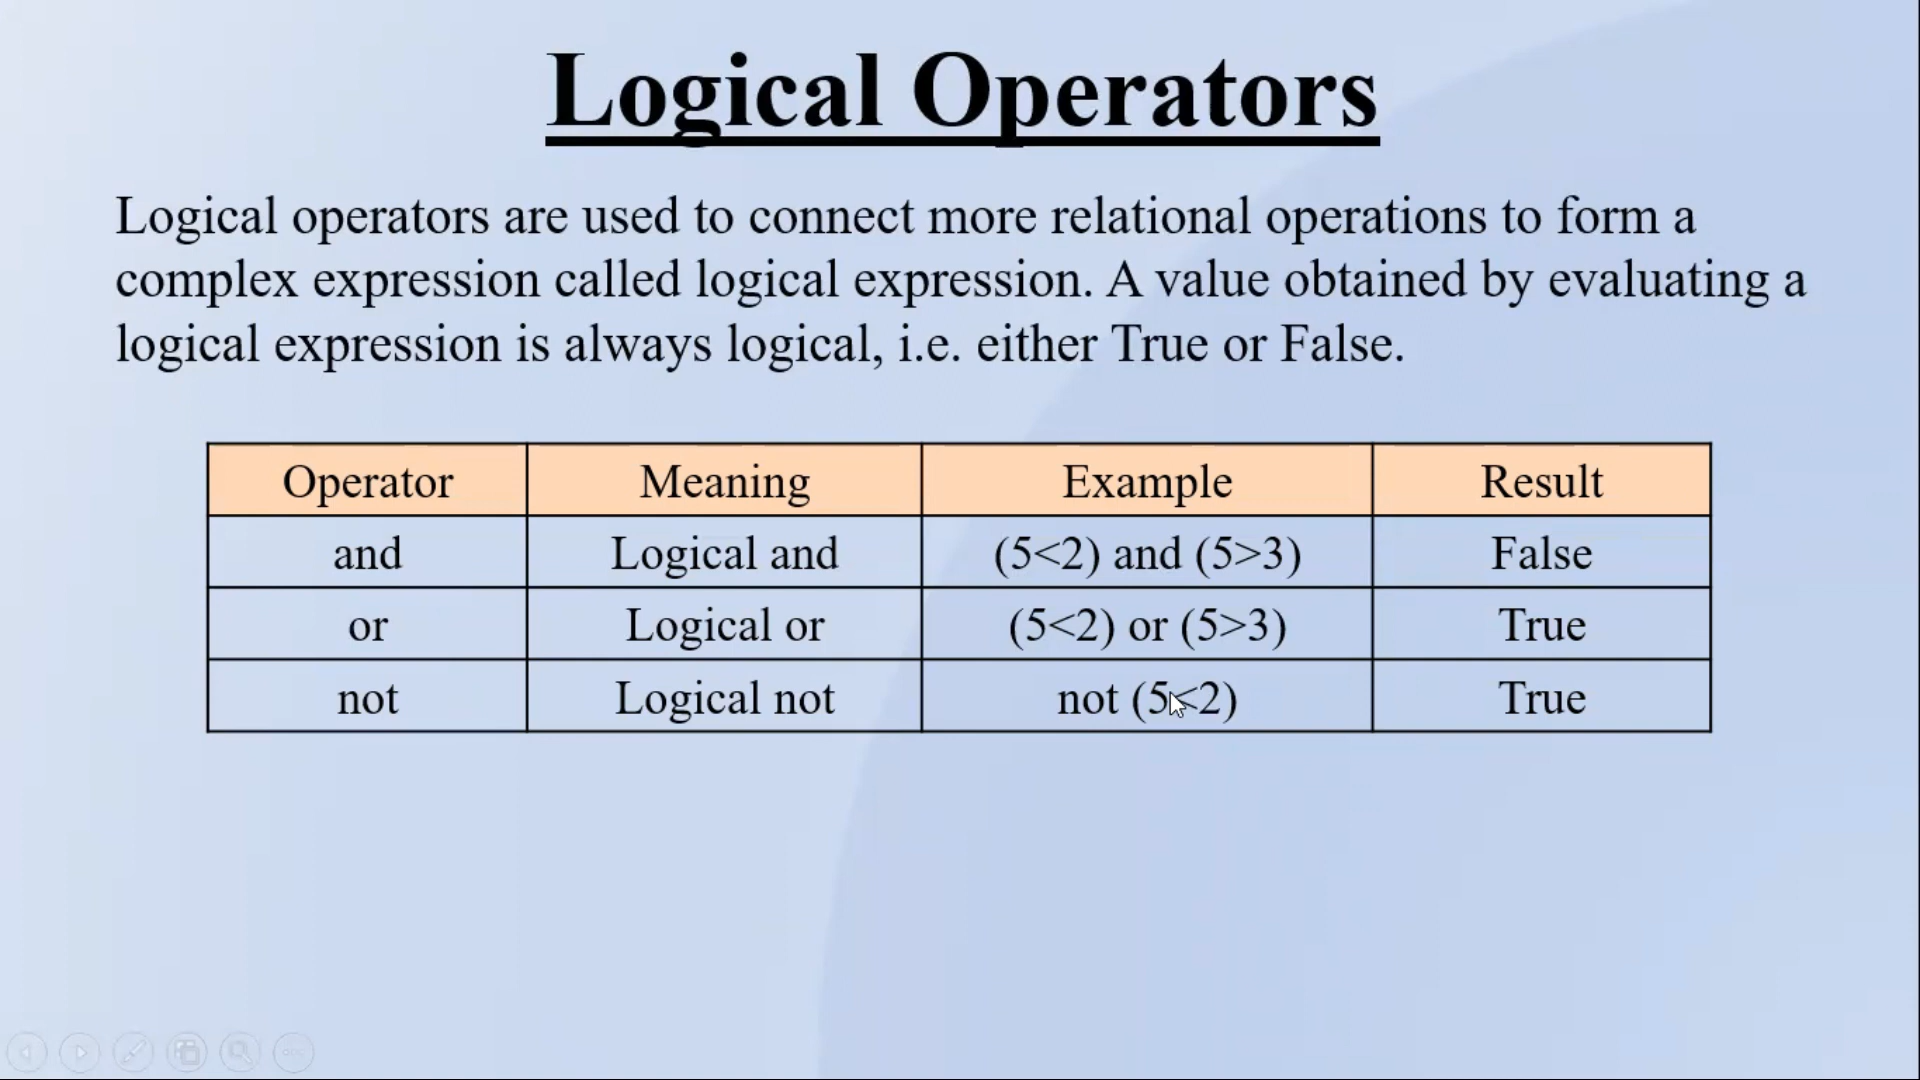 Logical Operators
Logical operators are used to connect more relational operations to form a
complex expression called logical expression. A value obtained by evaluating a
logical expression is always logical, i.e. either True or False.
Operator Meaning Example Result
and Logical and (5<2) and (5>3) False
or Logical or (5<2) or (5>3) True
not Logical not not (5<2) True